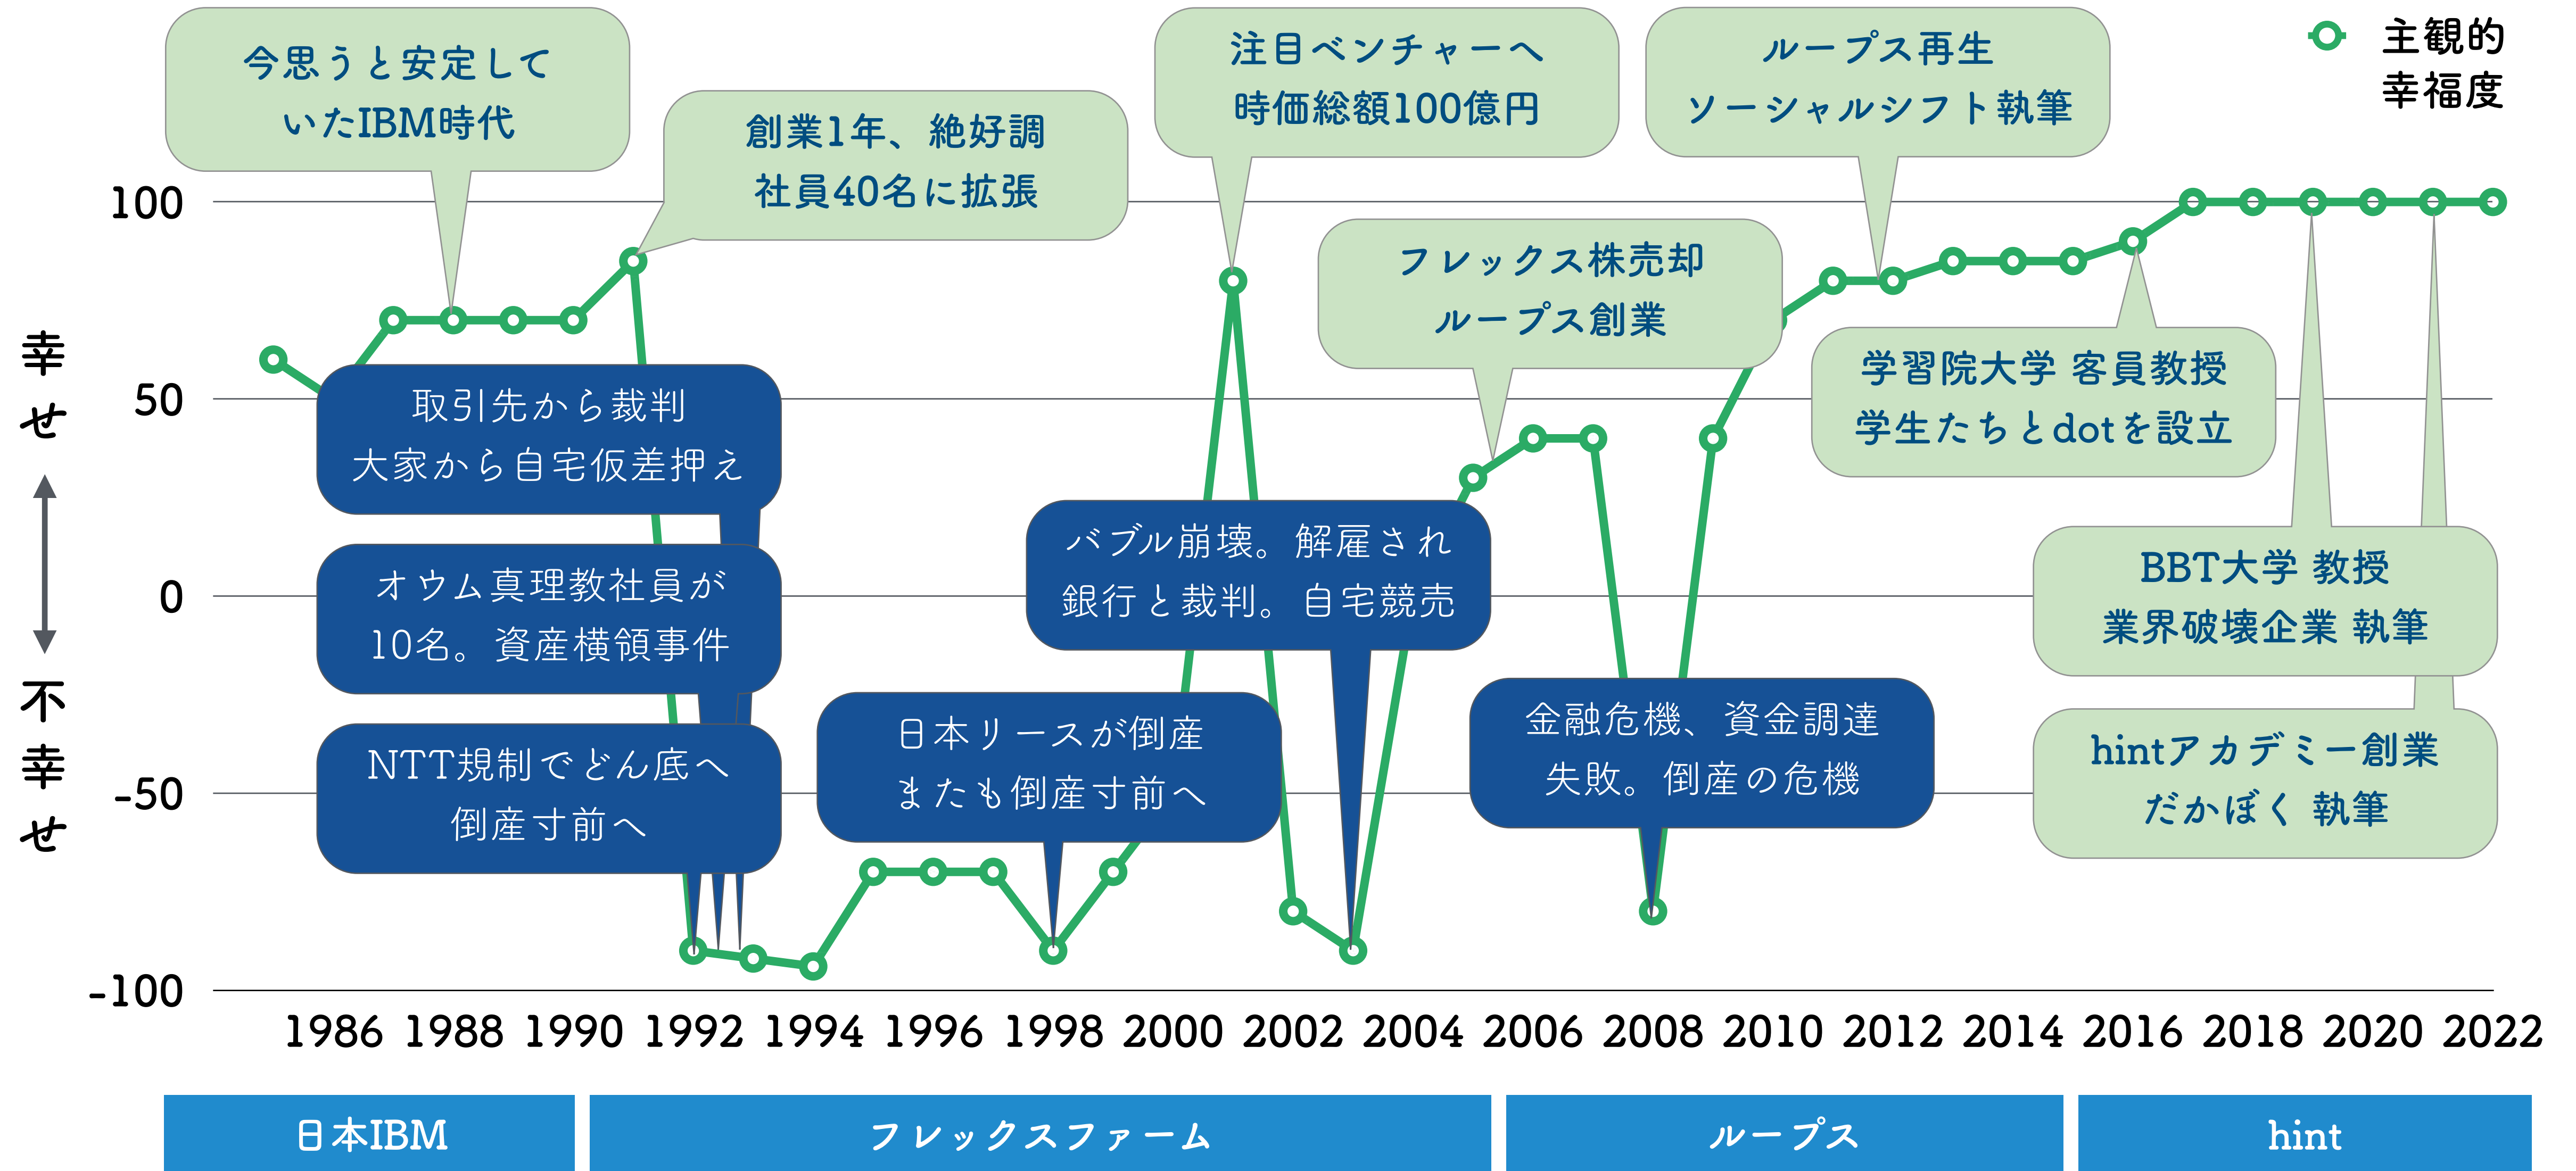 今思うと安定して
いたIBM時代
創業1年、絶好調
社員40名に拡張
注目ベンチャーへ
時価総額100億円
ループス再生
ソーシャルシフト執筆
主観的
幸福度
フレックス株売却
ループス創業
学習院大学 客員教授
学生たちとdotを設立
取引先から裁判
大家から自宅仮差押え
オウム真理教社員が
10名。資産横領事件
NTT規制でどん底へ
倒産寸前へ
バブル崩壊。解雇され
銀行と裁判。自宅競売
日本リースが倒産
またも倒産寸前へ
金融危機、資金調達
失敗。倒産の危機
BBT大学 教授
業界破壊企業 執筆
hintアカデミー創業
だかぼく 執筆
幸せ
不幸せ
100
50
0
-50
-100
1986 1988 1990 1992 1994 1996 1998 2000 2002 2004 2006 2008 2010 2012 2014 2016 2018 2020 2022
日本IBM
フレックスファーム
ループス
hint